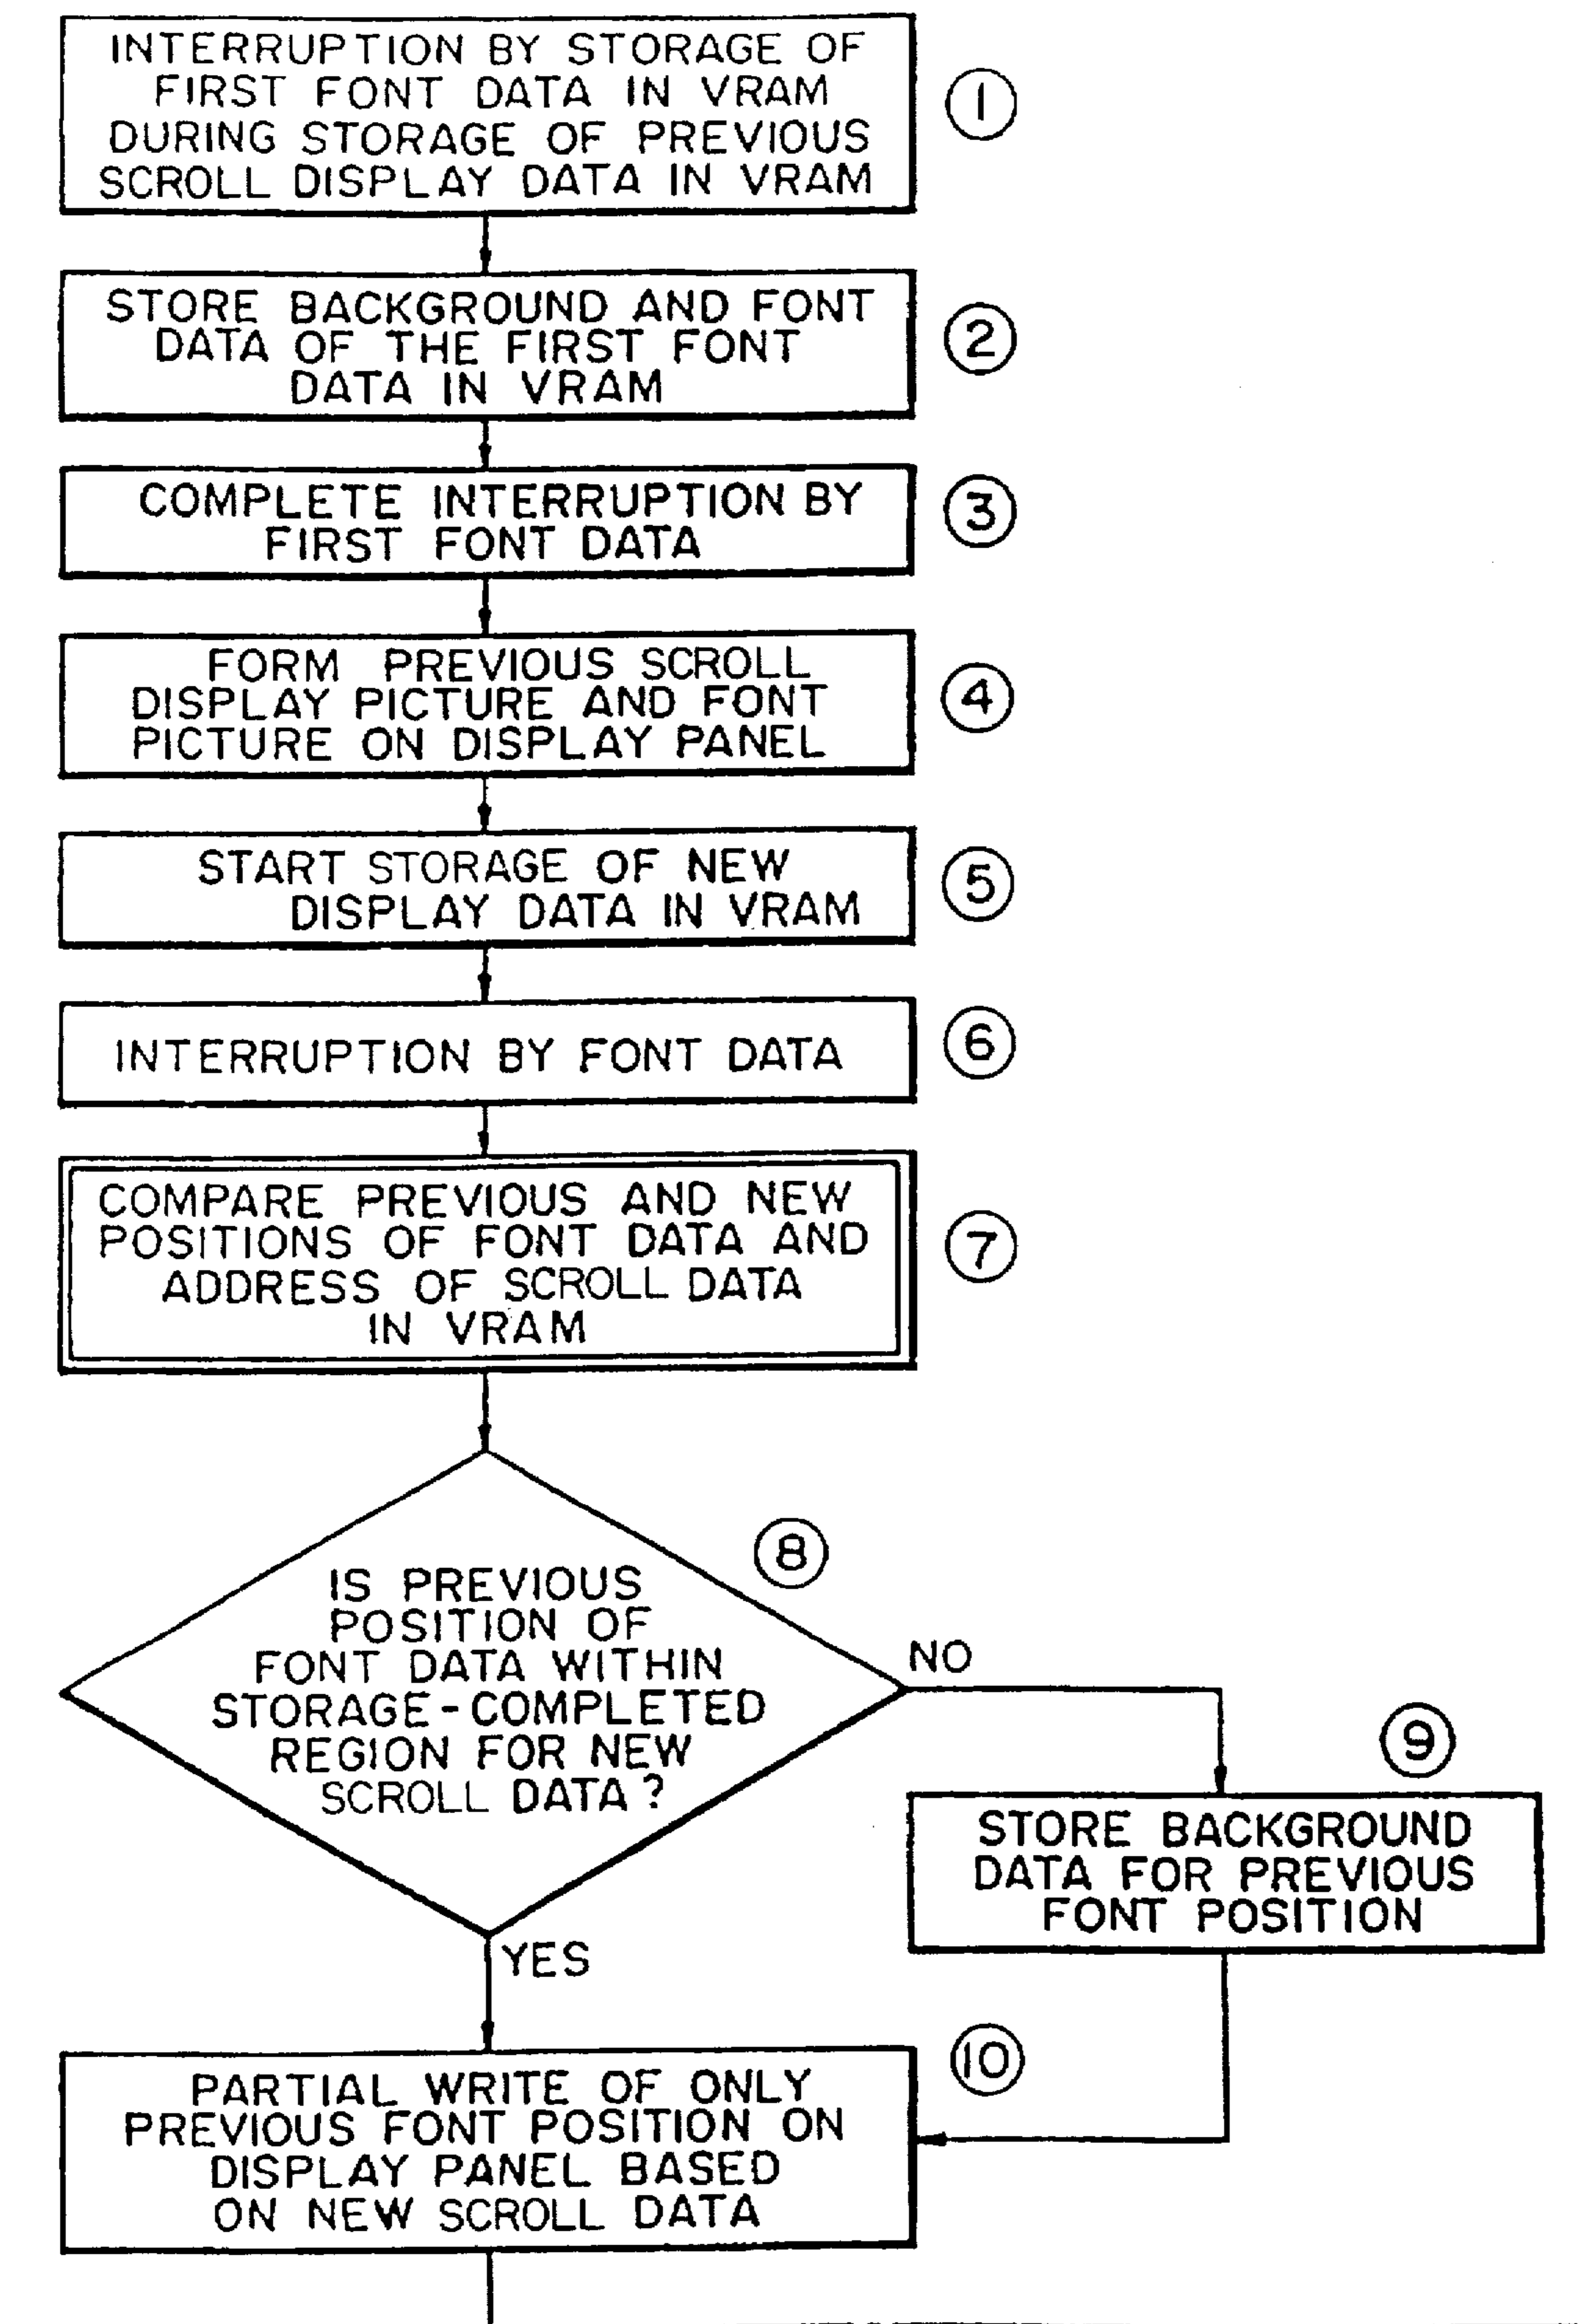 INTERRUPTION BY STORAGE OF
FIRST FONT DATA IN VRAM
DURING STORAGE OF PREVIOUS
SCROLL DISPLAY DATA IN VRAM
1
STORE BACKGROUND AND FONT
DATA OF THE FIRST FONT
DATA IN VRAM
2
COMPLETE INTERRUPTION BY
FIRST FONT DATA
3
FORM PREVIOUS SCROLL
DISPLAY PICTURE AND FONT
PICTURE ON DISPLAY PANEL
4
START STORAGE OF NEW
DISPLAY DATA IN VRAM
5
INTERRUPTION BY FONT DATA
6
COMPARE PREVIOUS AND NEW
POSITIONS OF FONT DATA AND
ADDRESS OF SCROLL DATA
IN VRAM
7
8
IS PREVIOUS
POSITION OF
FONT DATA WITHIN
STORAGE-COMPLETED
REGION FOR NEW
SCROLL DATA?
NO
9
STORE BACKGROUND
DATA FOR PREVIOUS
FONT POSITION
YES
10
PARTIAL WRITE OF ONLY
PREVIOUS FONT POSITION ON
DISPLAY PANEL BASED
ON NEW SCROLL DATA